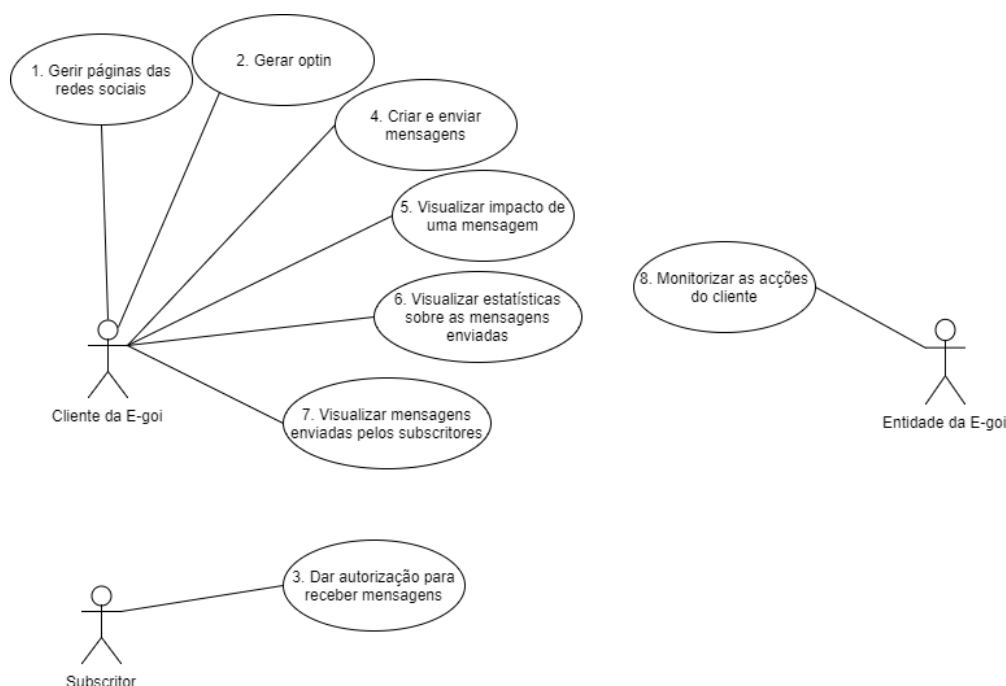 1. Gerir páginas das
redes sociais
2. Gerar optin
4. Criar e enviar
mensagens
5. Visualizar impacto de
uma mensagem
6. Visualizar estatísticas
sobre as mensagens
enviadas
7. Visualizar mensagens
enviadas pelos subscritores
Cliente da E-goi
8. Monitorizar as acções
do cliente
Entidade da E-goi
3. Dar autorização para
receber mensagens
Subscritor